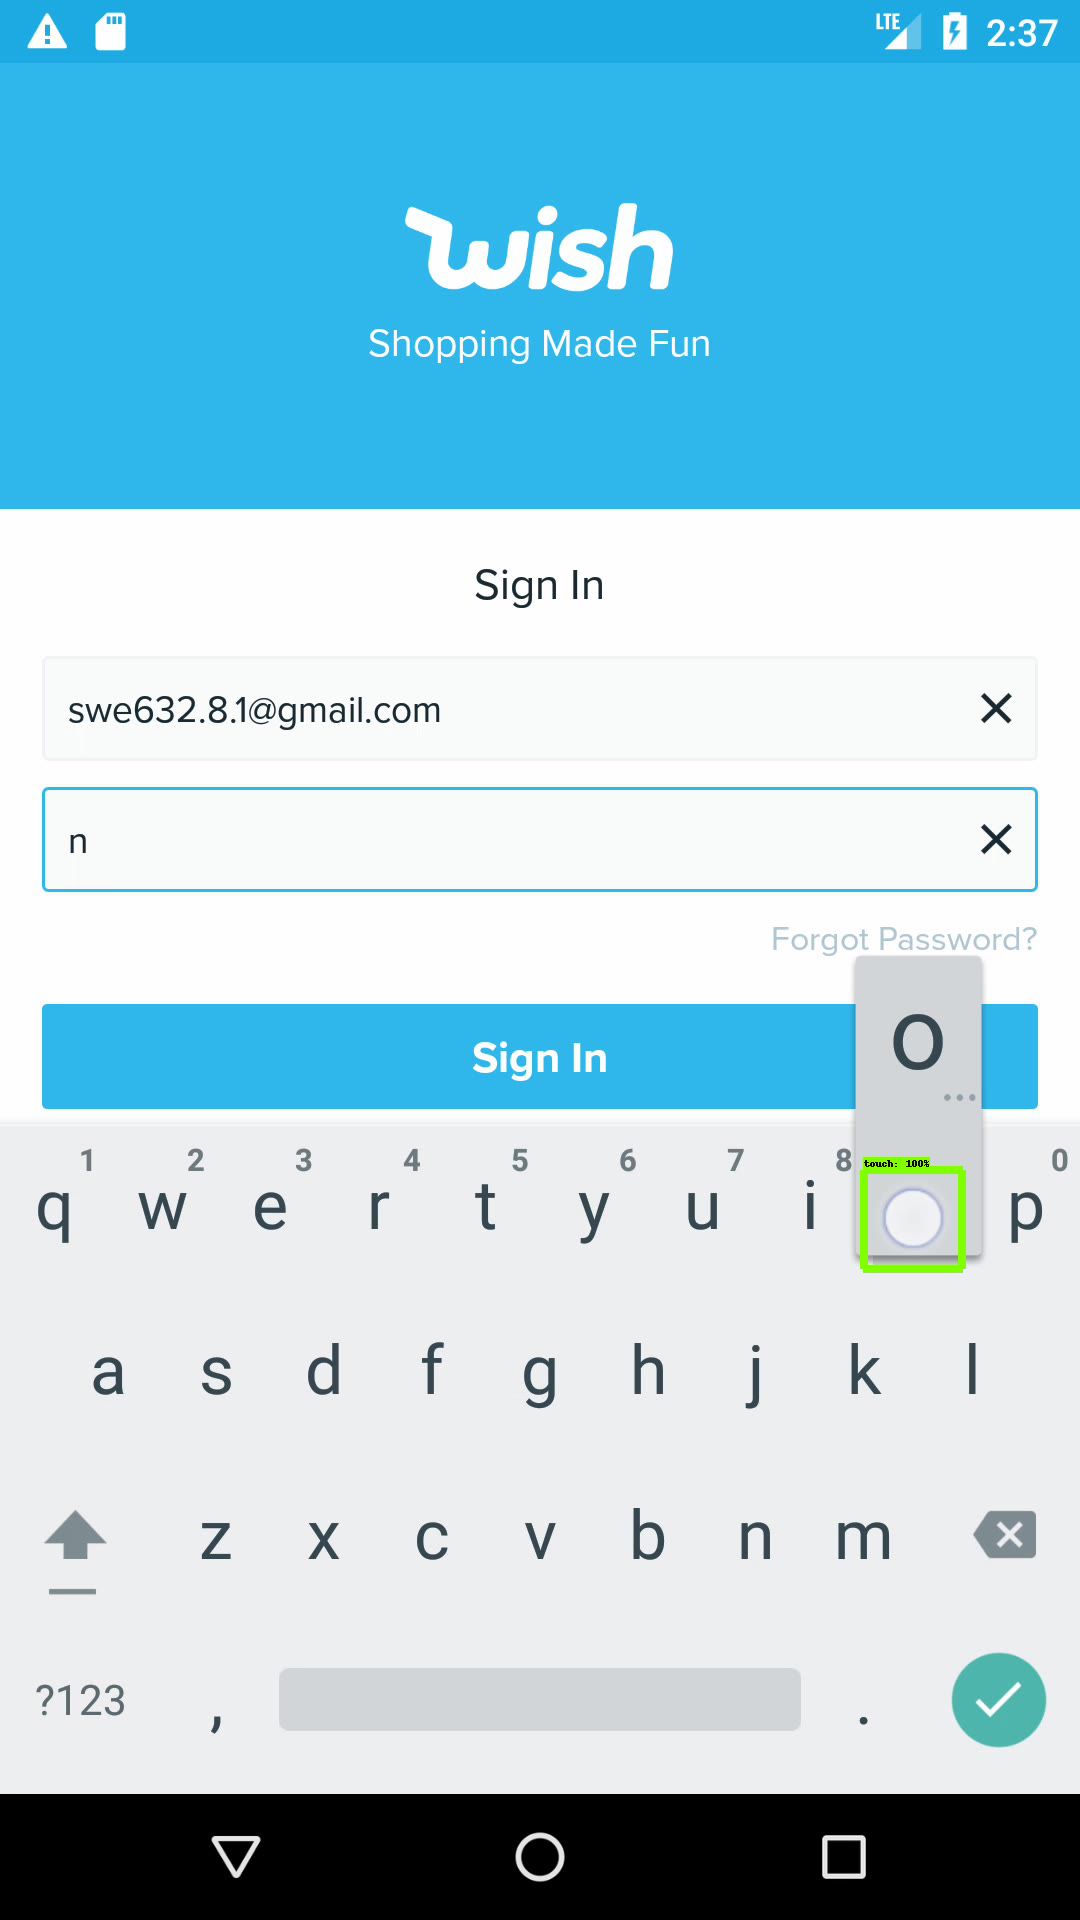 LTE 2:37
wish
Shopping Made Fun
Sign In
swe632.8.1@gmail.com
n
Forgot Password?
Sign In
o
...
1 2 3 4 5 6 7 8 0
touch: 100%
q w e r t y u i p
a s d f g h j k l
z x c v b n m
?123 , .